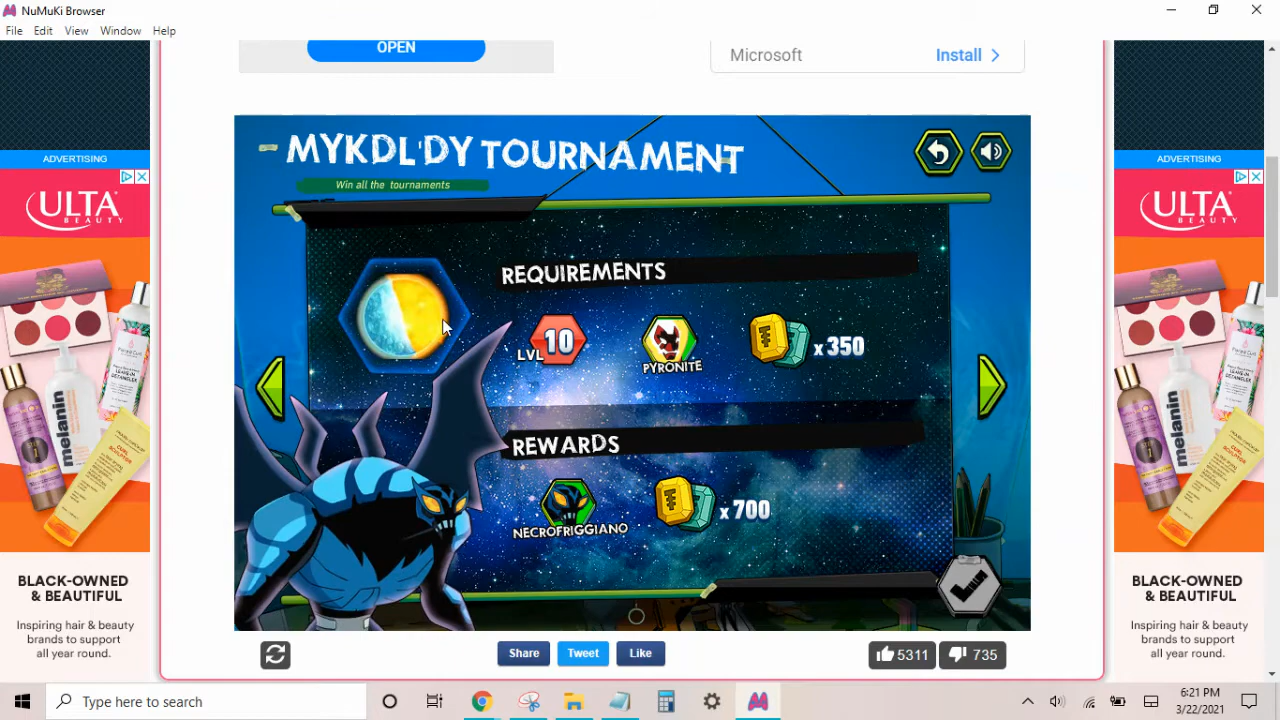 NuMuKi Browser
File Edit View Window Help
OPEN
Microsoft
Install
ADVERTISING
ADVERTISING
ULTA
BEAUTY
ULTA
BEAUTY
MYKDL'DY TOURNAMENT
Win all the tournaments
REQUIREMENTS
LVL 10
PYRONITE
x 350
REWARDS
NECROFRIGGIANO
x 700
melanin
melanin
BLACK-OWNED
& BEAUTIFUL
Inspiring hair & beauty
brands to support
all year round.
BLACK-OWNED
& BEAUTIFUL
Inspiring hair & beauty
brands to support
all year round.
Share
Tweet
Like
5311
735
Type here to search
6:21 PM
3/22/2021